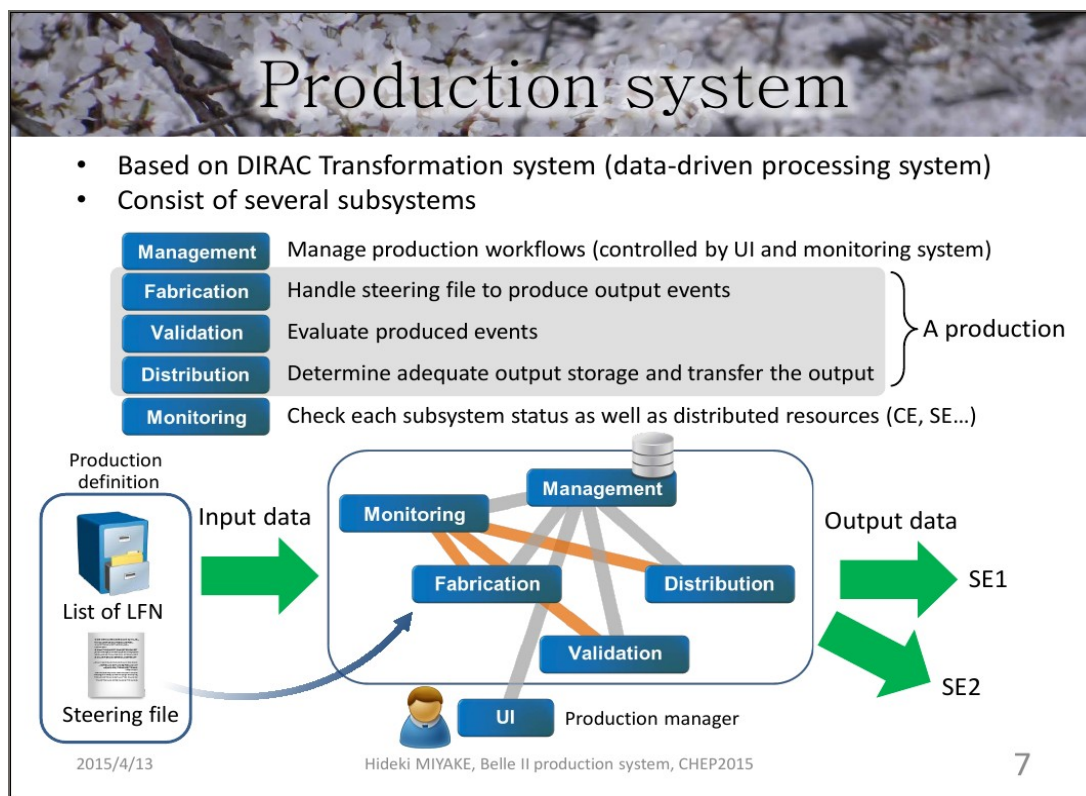 Production system
• Based on DIRAC Transformation system (data-driven processing system)
• Consist of several subsystems
Management Manage production workflows (controlled by UI and monitoring system)
Fabrication Handle steering file to produce output events
Validation Evaluate produced events
A production
Distribution Determine adequate output storage and transfer the output
Monitoring Check each subsystem status as well as distributed resources (CE, SE...)
Production
definition
List of LFN
Steering file
Input data
Management
Monitoring
Fabrication
Distribution
Validation
UI
Production manager
Output data
SE1
SE2
2015/4/13
Hideki MIYAKE, Belle II production system, CHEP2015
7